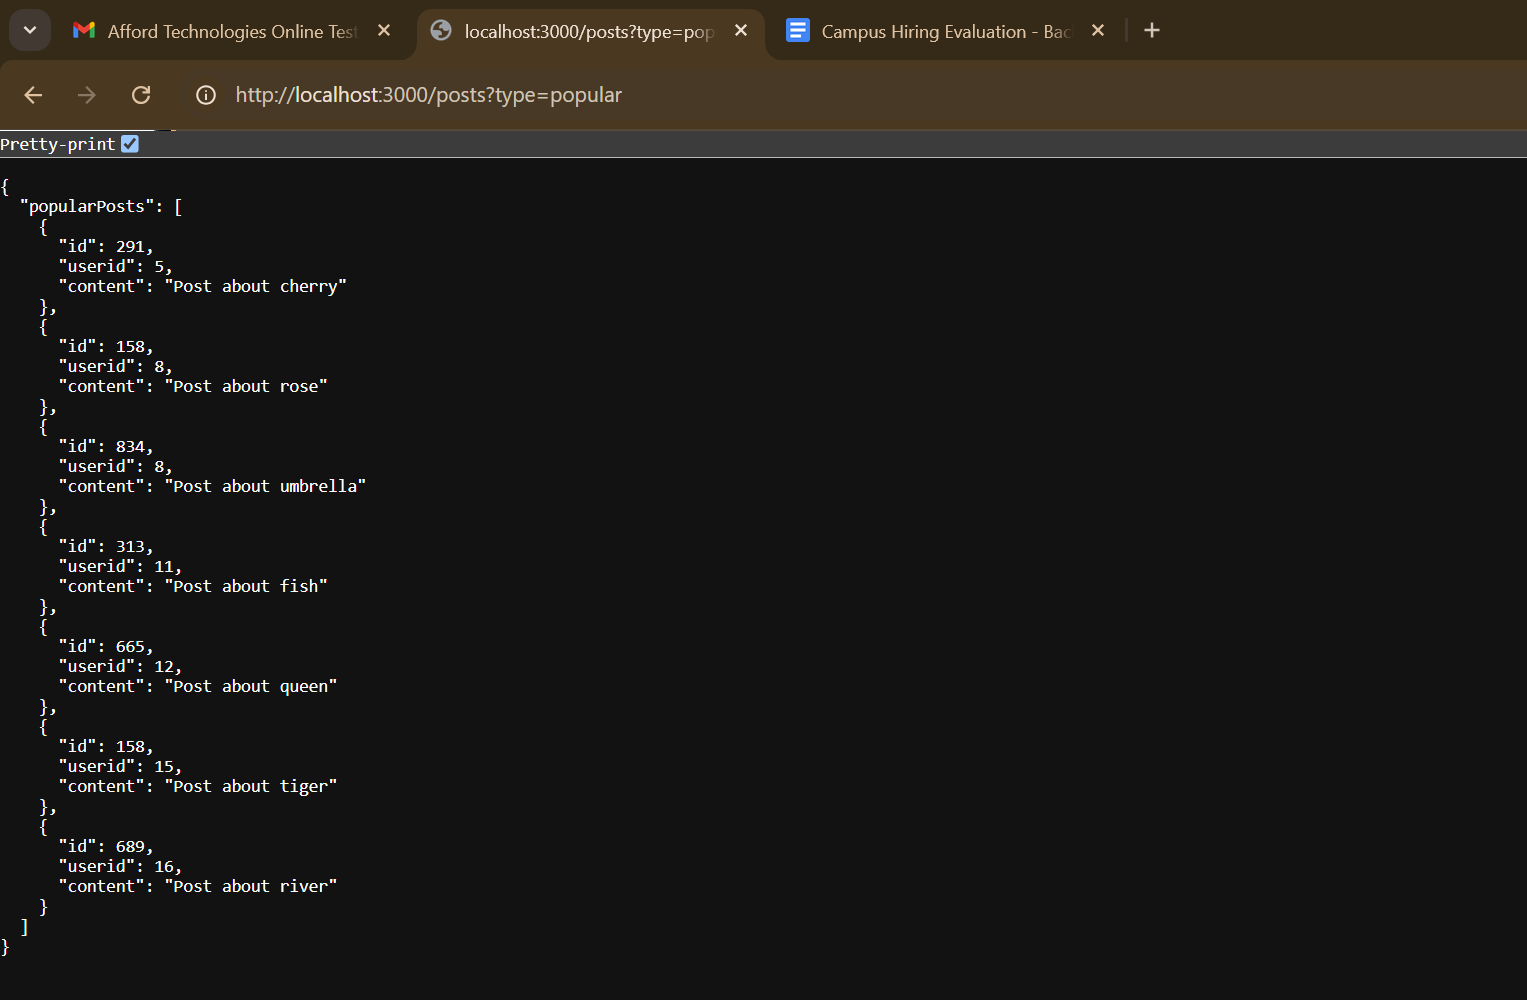 Afford Technologies Online Test
localhost:3000/posts?type=pop
Campus Hiring Evaluation - Bac
http://localhost:3000/posts?type=popular
Pretty-print
{
  "popularPosts": [
    {
      "id": 291,
      "userid": 5,
      "content": "Post about cherry"
    },
    {
      "id": 158,
      "userid": 8,
      "content": "Post about rose"
    },
    {
      "id": 834,
      "userid": 8,
      "content": "Post about umbrella"
    },
    {
      "id": 313,
      "userid": 11,
      "content": "Post about fish"
    },
    {
      "id": 665,
      "userid": 12,
      "content": "Post about queen"
    },
    {
      "id": 158,
      "userid": 15,
      "content": "Post about tiger"
    },
    {
      "id": 689,
      "userid": 16,
      "content": "Post about river"
    }
  ]
}